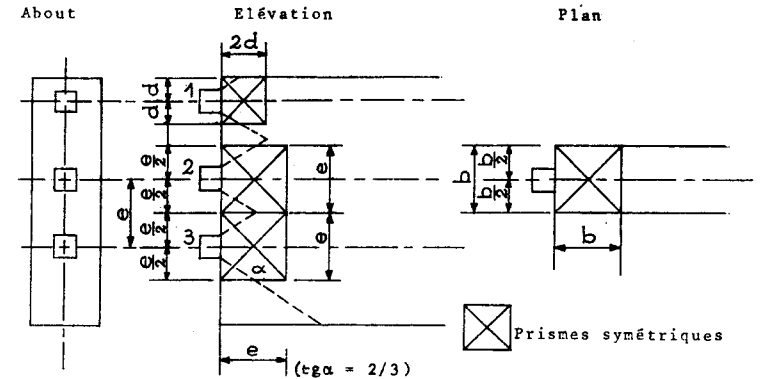 About
Elévation
Plan
2d
d
d
1
e/2
e/2
2
e
e
e/2
e/2
3
e
α
e
(tgα = 2/3)
b
b/2
b/2
b
Prismes symétriques